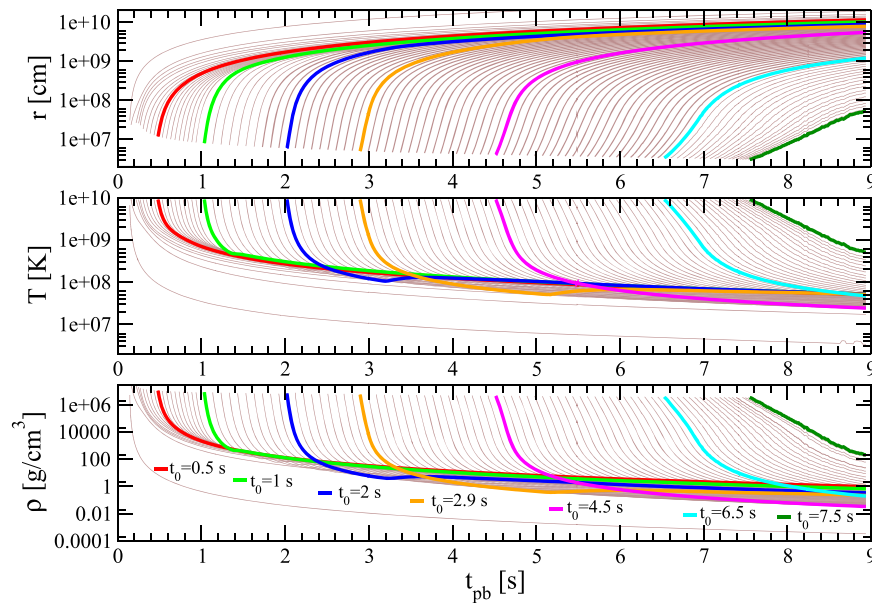 r [cm]
1e+10
1e+09
1e+08
1e+07
0 1 2 3 4 5 6 7 8 9
T [K]
1e+10
1e+09
1e+08
1e+07
0 1 2 3 4 5 6 7 8 9
ρ [g/cm³]
1e+06
10000
100
1
0.01
0.0001
t₀=0.5 s
t₀=1 s
t₀=2 s
t₀=2.9 s
t₀=4.5 s
t₀=6.5 s
t₀=7.5 s
0 1 2 3 4 5 6 7 8 9
t_pb [s]